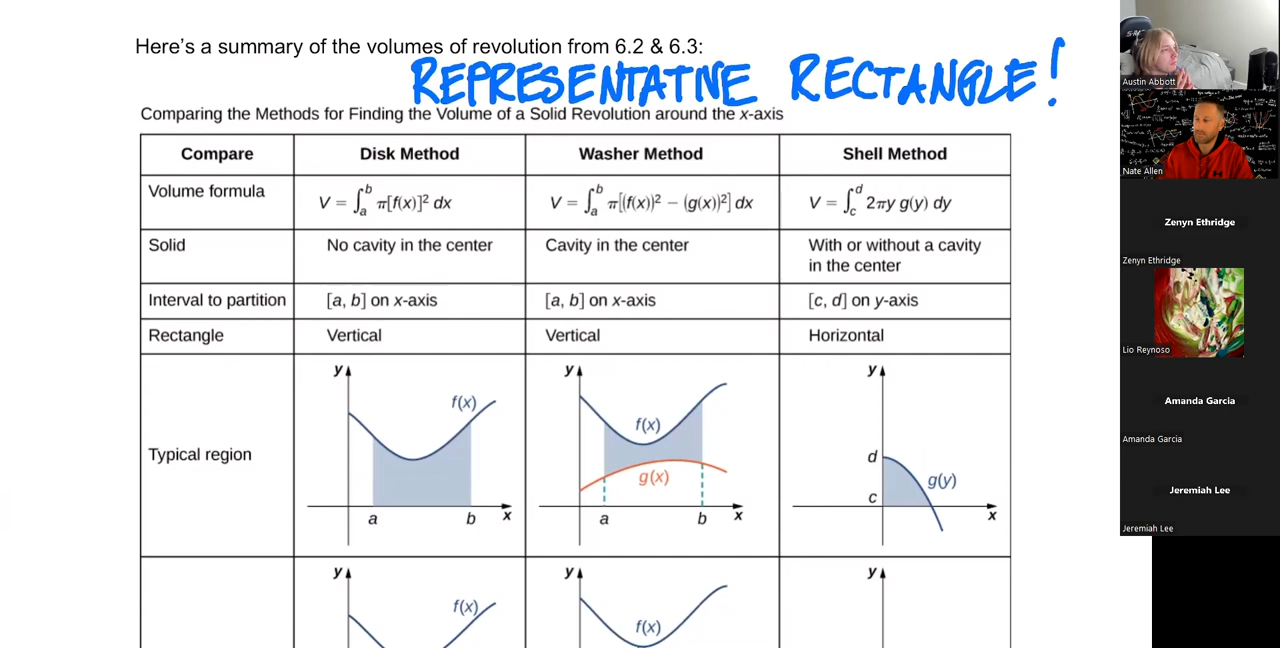 Here's a summary of the volumes of revolution from 6.2 & 6.3:
REPRESENTATIVE RECTANGLE!
Comparing the Methods for Finding the Volume of a Solid Revolution around the x-axis
Compare Disk Method Washer Method Shell Method
Volume formula V = ∫_a^b π[f(x)]² dx V = ∫_a^b π[(f(x))² − (g(x))²] dx V = ∫_c^d 2πy g(y) dy
Solid No cavity in the center Cavity in the center With or without a cavity
in the center
Interval to partition [a, b] on x-axis [a, b] on x-axis [c, d] on y-axis
Rectangle Vertical Vertical Horizontal
Typical region
y f(x) a b x
y f(x) g(x) a b x
y d c g(y) x
y f(x)
y f(x)
y
Austin Abbott
Nate Allen
Zenyn Ethridge
Zenyn Ethridge
Lio Reynoso
Amanda Garcia
Amanda Garcia
Jeremiah Lee
Jeremiah Lee